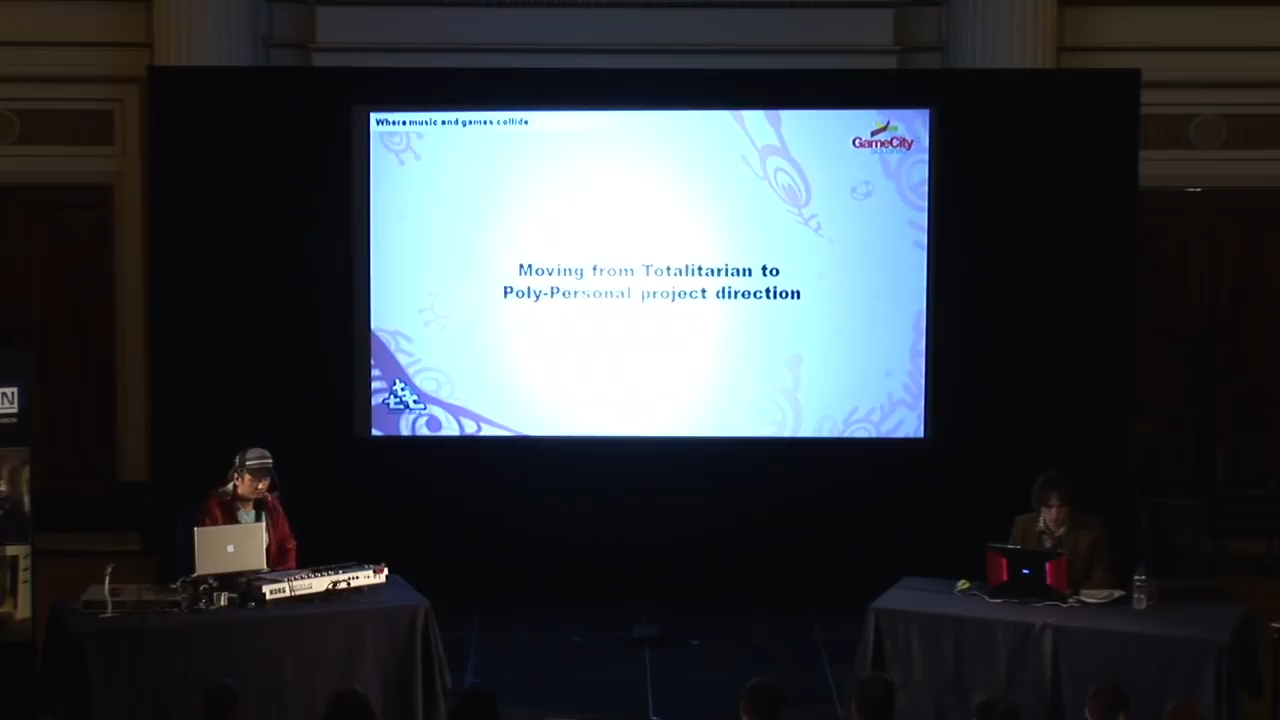 Where music and games collide
GameCity
Moving from Totalitarian to
Poly-Personal project direction
N
KORG